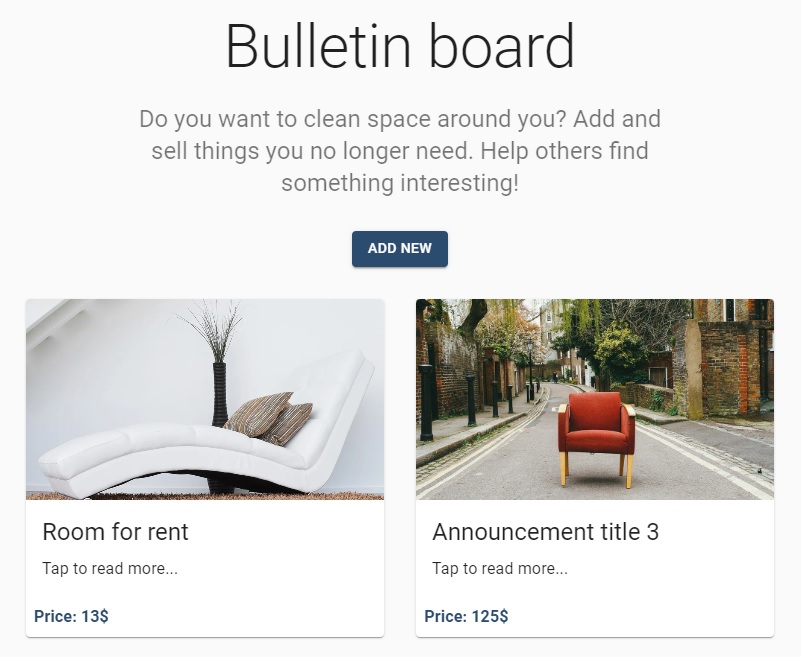 Bulletin board
Do you want to clean space around you? Add and
sell things you no longer need. Help others find
something interesting!
ADD NEW
Room for rent
Tap to read more...
Price: 13$
Announcement title 3
Tap to read more...
Price: 125$